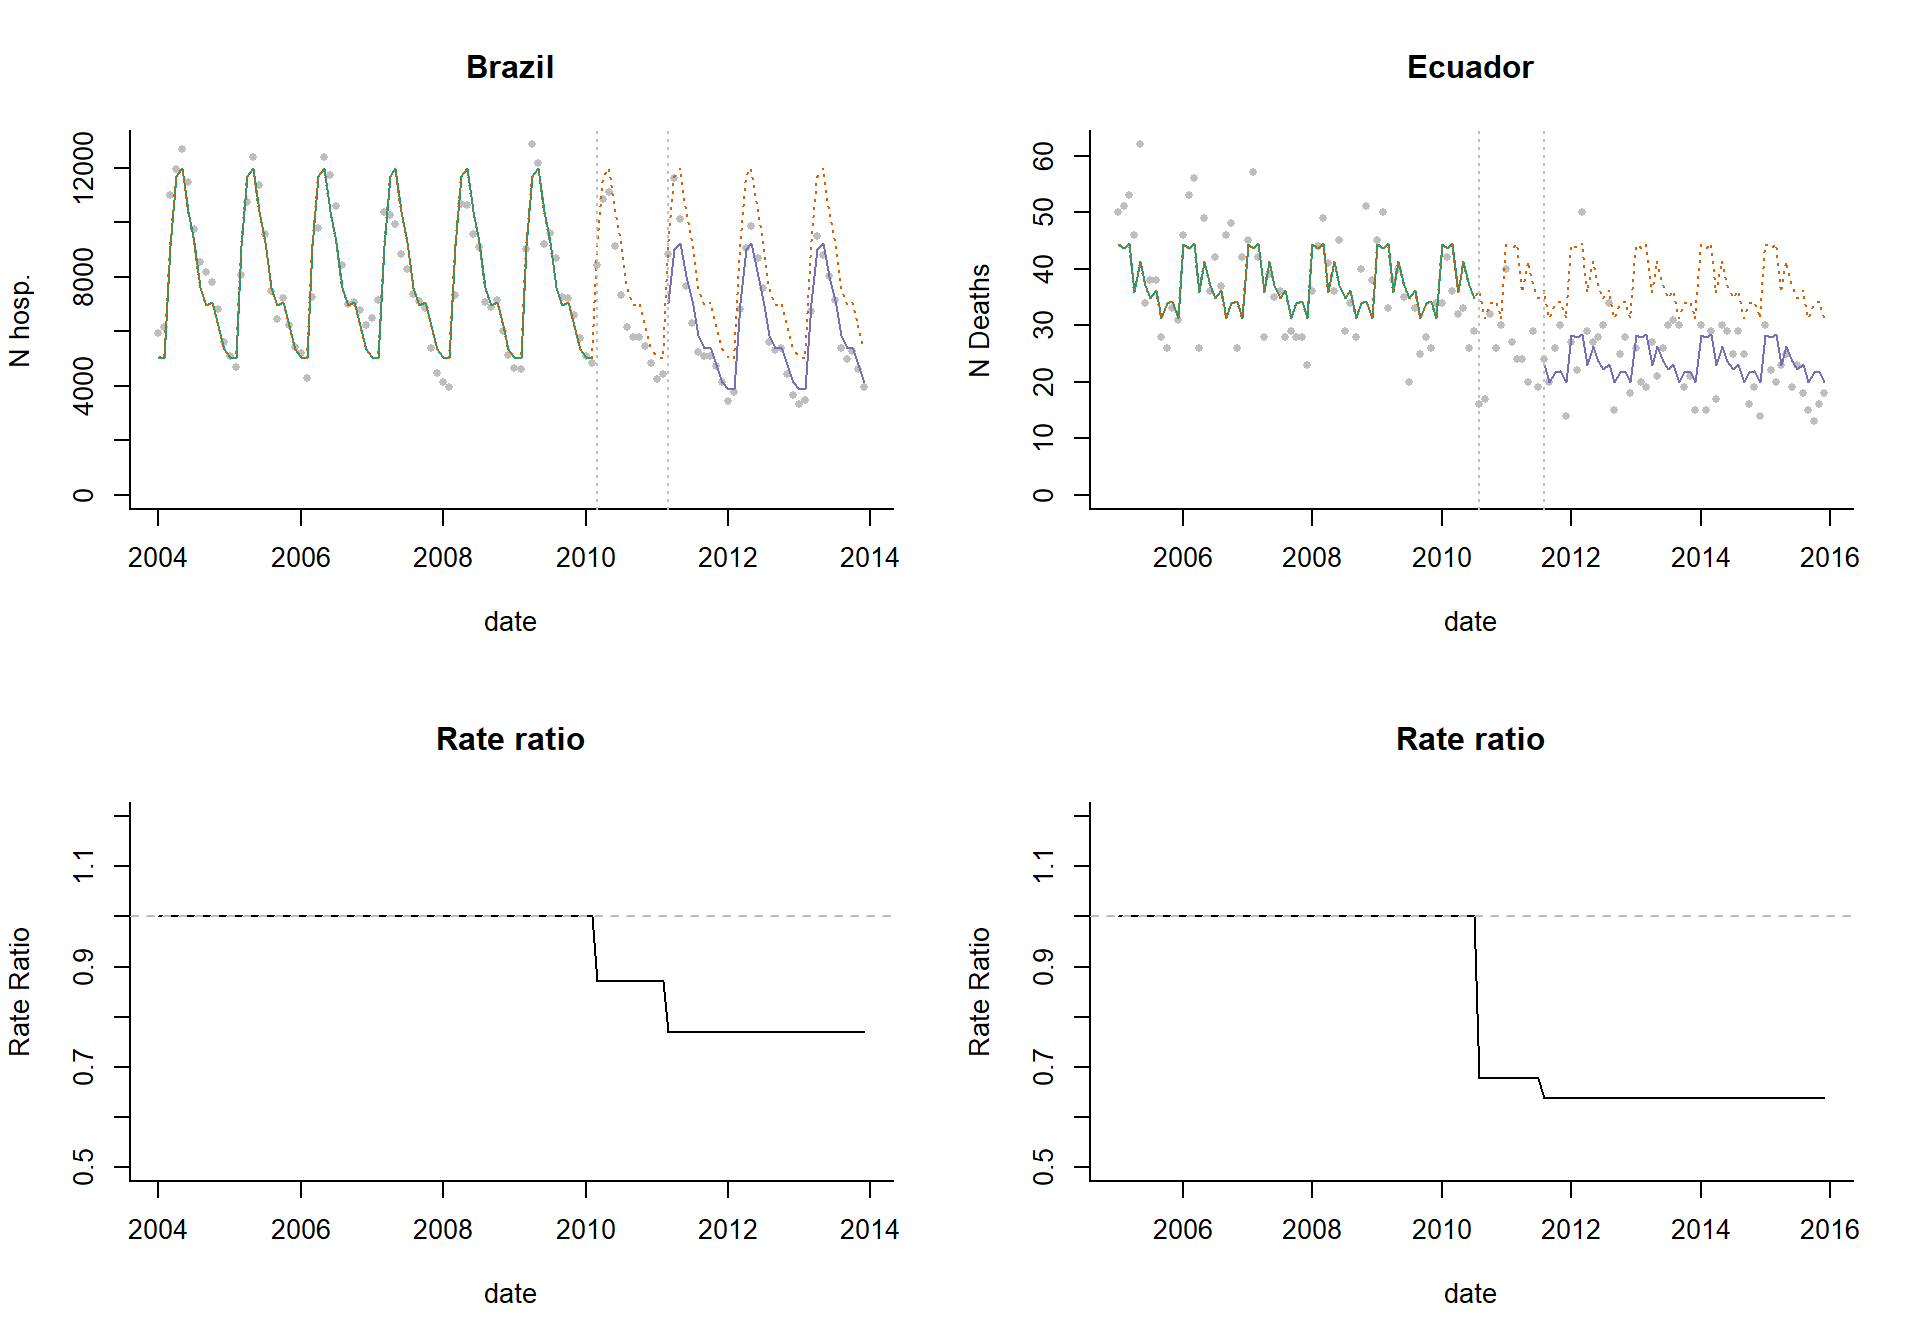 Brazil
N hosp.
12000
8000
4000
0
2004 2006 2008 2010 2012 2014
date
Ecuador
N Deaths
60
50
40
30
20
10
0
2006 2008 2010 2012 2014 2016
date
Rate ratio
Rate Ratio
1.1
0.9
0.7
0.5
2004 2006 2008 2010 2012 2014
date
Rate ratio
Rate Ratio
1.1
0.9
0.7
0.5
2006 2008 2010 2012 2014 2016
date